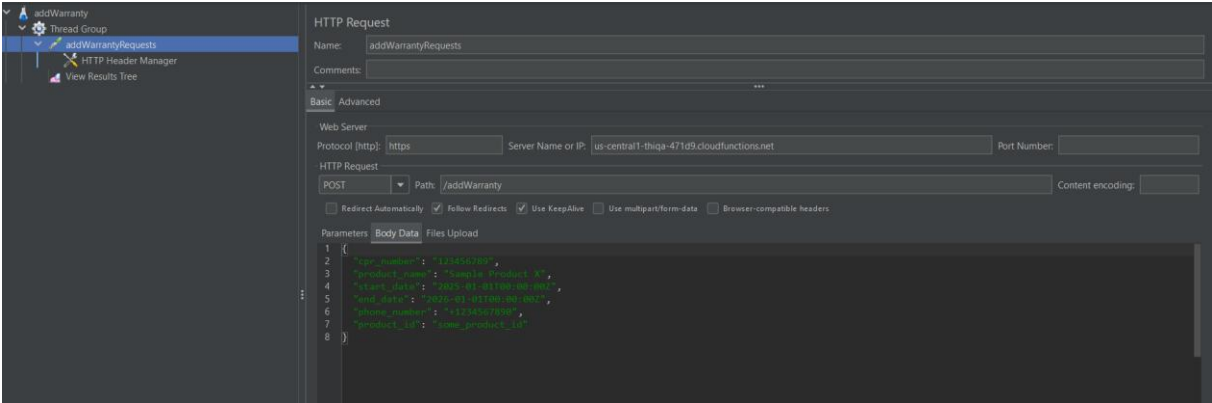 addWarranty
Thread Group
addWarrantyRequests
HTTP Header Manager
View Results Tree
HTTP Request
Name: addWarrantyRequests
Comments:
Basic Advanced
Web Server
Protocol [http]: https Server Name or IP: us-central1-thiqa-471d9.cloudfunctions.net Port Number:
HTTP Request
POST Path: /addWarranty Content encoding:
Redirect Automatically Follow Redirects Use KeepAlive Use multipart/form-data Browser-compatible headers
Parameters Body Data Files Upload
1 {
2 "cpr_number": "123456789",
3 "product_name": "Sample Product X",
4 "start_date": "2025-01-01T00:00:00Z",
5 "end_date": "2026-01-01T00:00:00Z",
6 "phone_number": "+1234567890",
7 "product_id": "some_product_id"
8 }